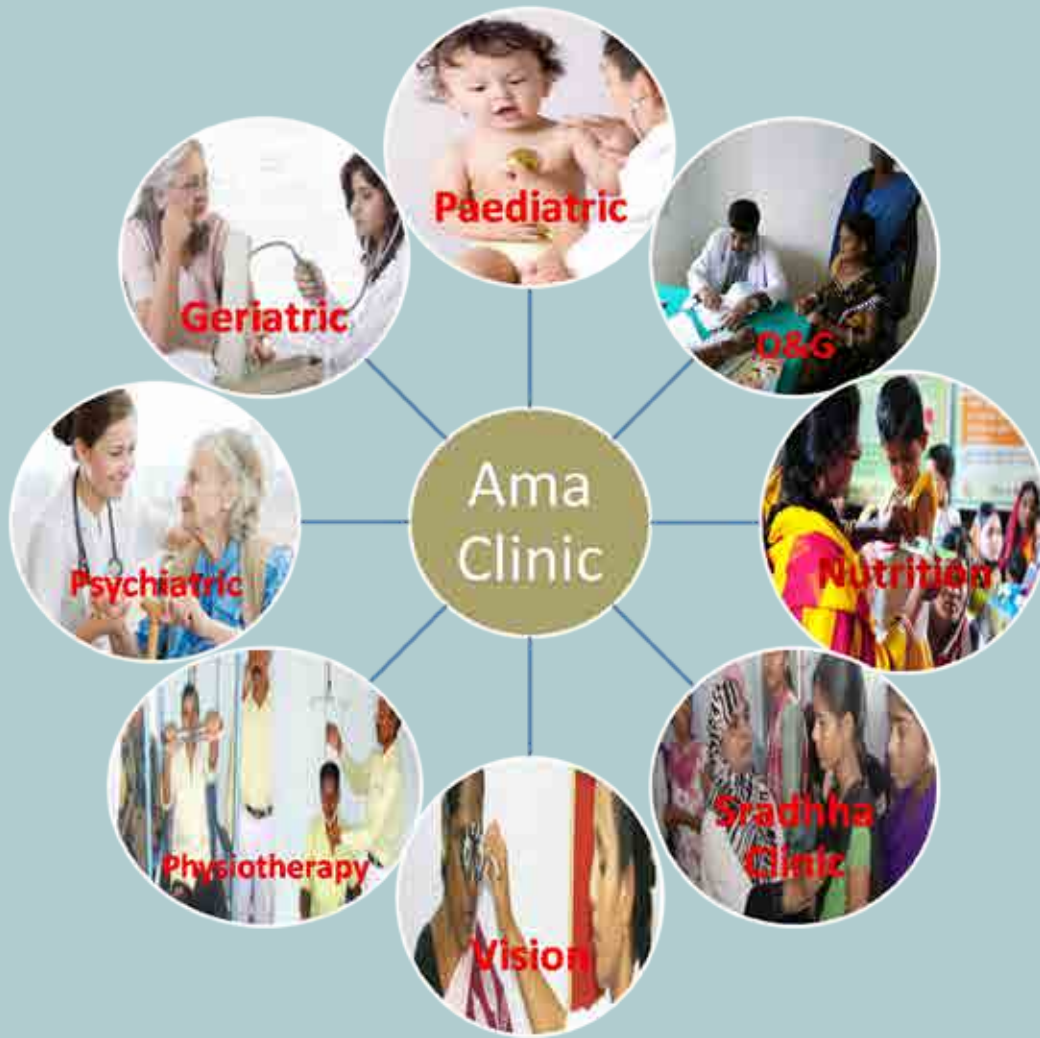 Paediatric
O&G
Nutrition
Sradhha
Clinic
Vision
Physiotherapy
Psychiatric
Geriatric
Ama
Clinic